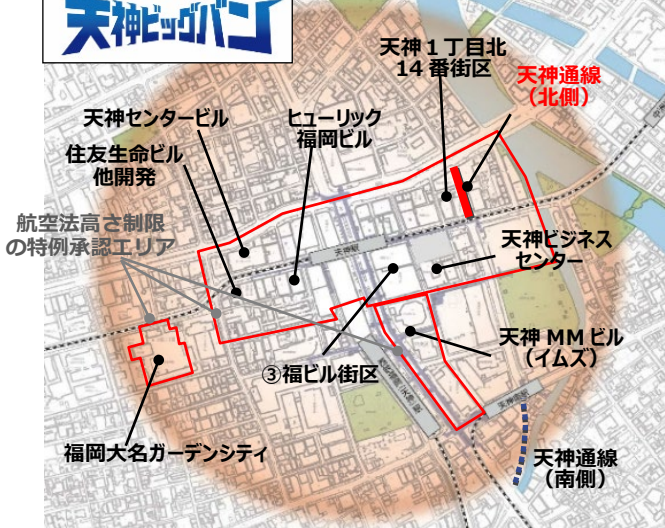 天神ビッグバン
天神1丁目北
14番街区
天神通線
（北側）
天神センタービル
ヒューリック
福岡ビル
住友生命ビル
他開発
航空法高さ制限
の特例承認エリア
天神ビジネス
センター
天神駅
天神MMビル
（イムズ）
③福ビル街区
福岡大名ガーデンシティ
天神通線
（南側）